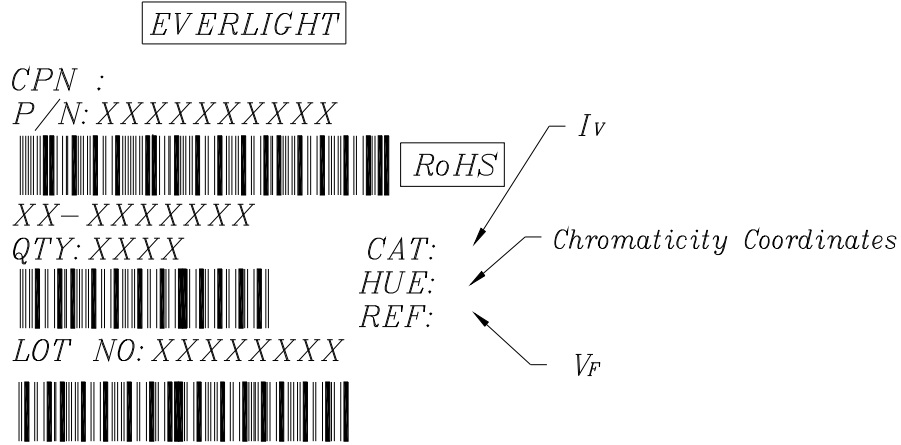 EVERLIGHT
CPN :
P/N: XXXXXXXXXX
RoHS
XX-XXXXXXX
QTY: XXXX
LOT NO: XXXXXXXX
CAT:
HUE:
REF:
Iv
Chromaticity Coordinates
VF